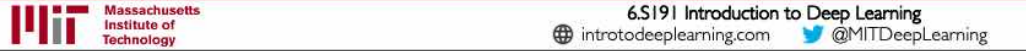 Massachusetts
Institute of
Technology
6.S191 Introduction to Deep Learning
introtodeeplearning.com @MITDeepLearning